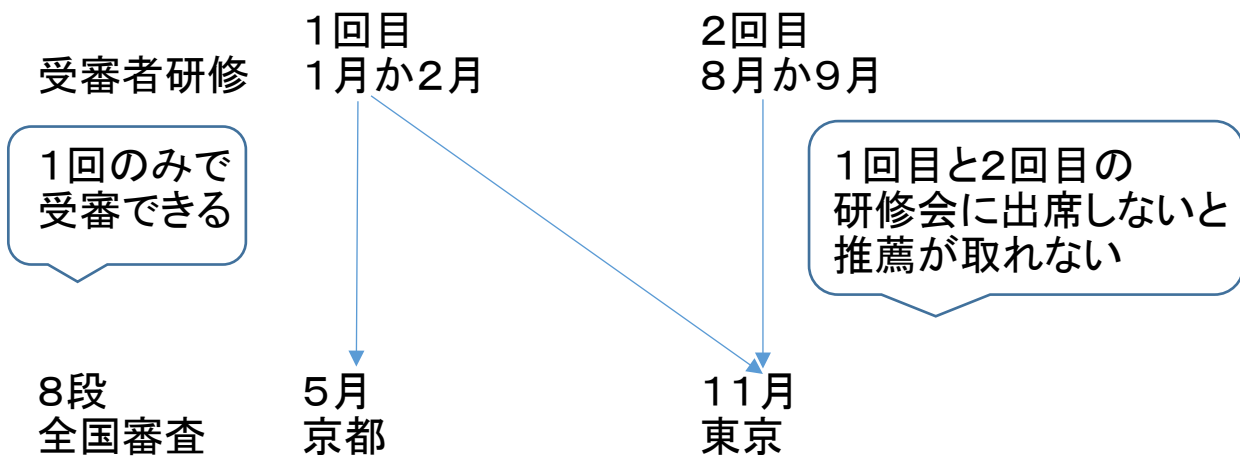 1回目
2回目
受審者研修
1月か2月
8月か9月
1回のみで
受審できる
1回目と2回目の
研修会に出席しないと
推薦が取れない
8段
5月
11月
全国審査
京都
東京